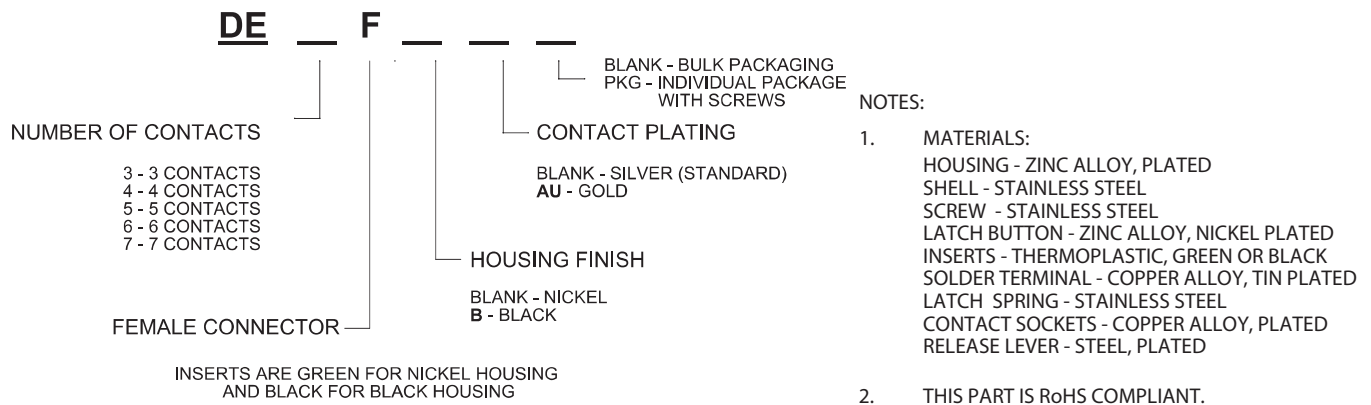 DE __ F __ __ __
BLANK - BULK PACKAGING
PKG - INDIVIDUAL PACKAGE
WITH SCREWS
NUMBER OF CONTACTS
3 - 3 CONTACTS
4 - 4 CONTACTS
5 - 5 CONTACTS
6 - 6 CONTACTS
7 - 7 CONTACTS
CONTACT PLATING
BLANK - SILVER (STANDARD)
AU - GOLD
HOUSING FINISH
BLANK - NICKEL
B - BLACK
FEMALE CONNECTOR
INSERTS ARE GREEN FOR NICKEL HOUSING
AND BLACK FOR BLACK HOUSING
NOTES:
1. MATERIALS:
HOUSING - ZINC ALLOY, PLATED
SHELL - STAINLESS STEEL
SCREW - STAINLESS STEEL
LATCH BUTTON - ZINC ALLOY, NICKEL PLATED
INSERTS - THERMOPLASTIC, GREEN OR BLACK
SOLDER TERMINAL - COPPER ALLOY, TIN PLATED
LATCH SPRING - STAINLESS STEEL
CONTACT SOCKETS - COPPER ALLOY, PLATED
RELEASE LEVER - STEEL, PLATED
2. THIS PART IS RoHS COMPLIANT.